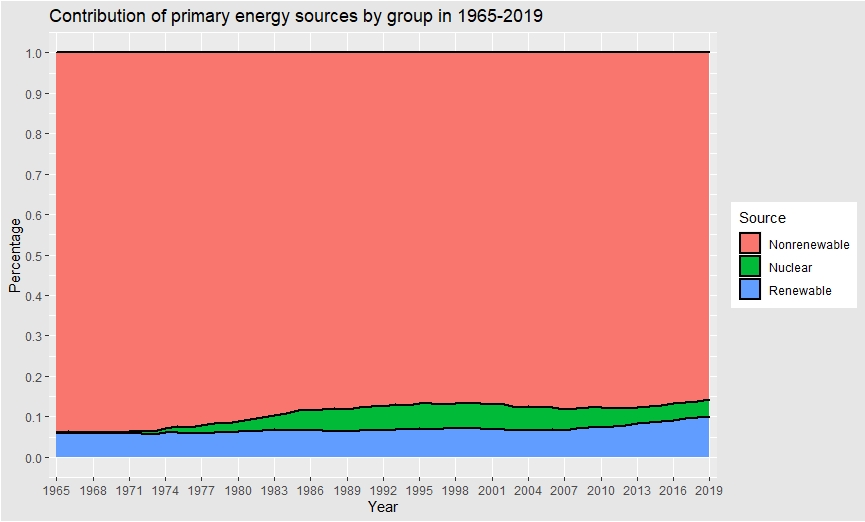 Contribution of primary energy sources by group in 1965-2019
Percentage
1.0
0.9
0.8
0.7
0.6
0.5
0.4
0.3
0.2
0.1
0.0
1965 1968 1971 1974 1977 1980 1983 1986 1989 1992 1995 1998 2001 2004 2007 2010 2013 2016 2019
Year
Source
Nonrenewable
Nuclear
Renewable